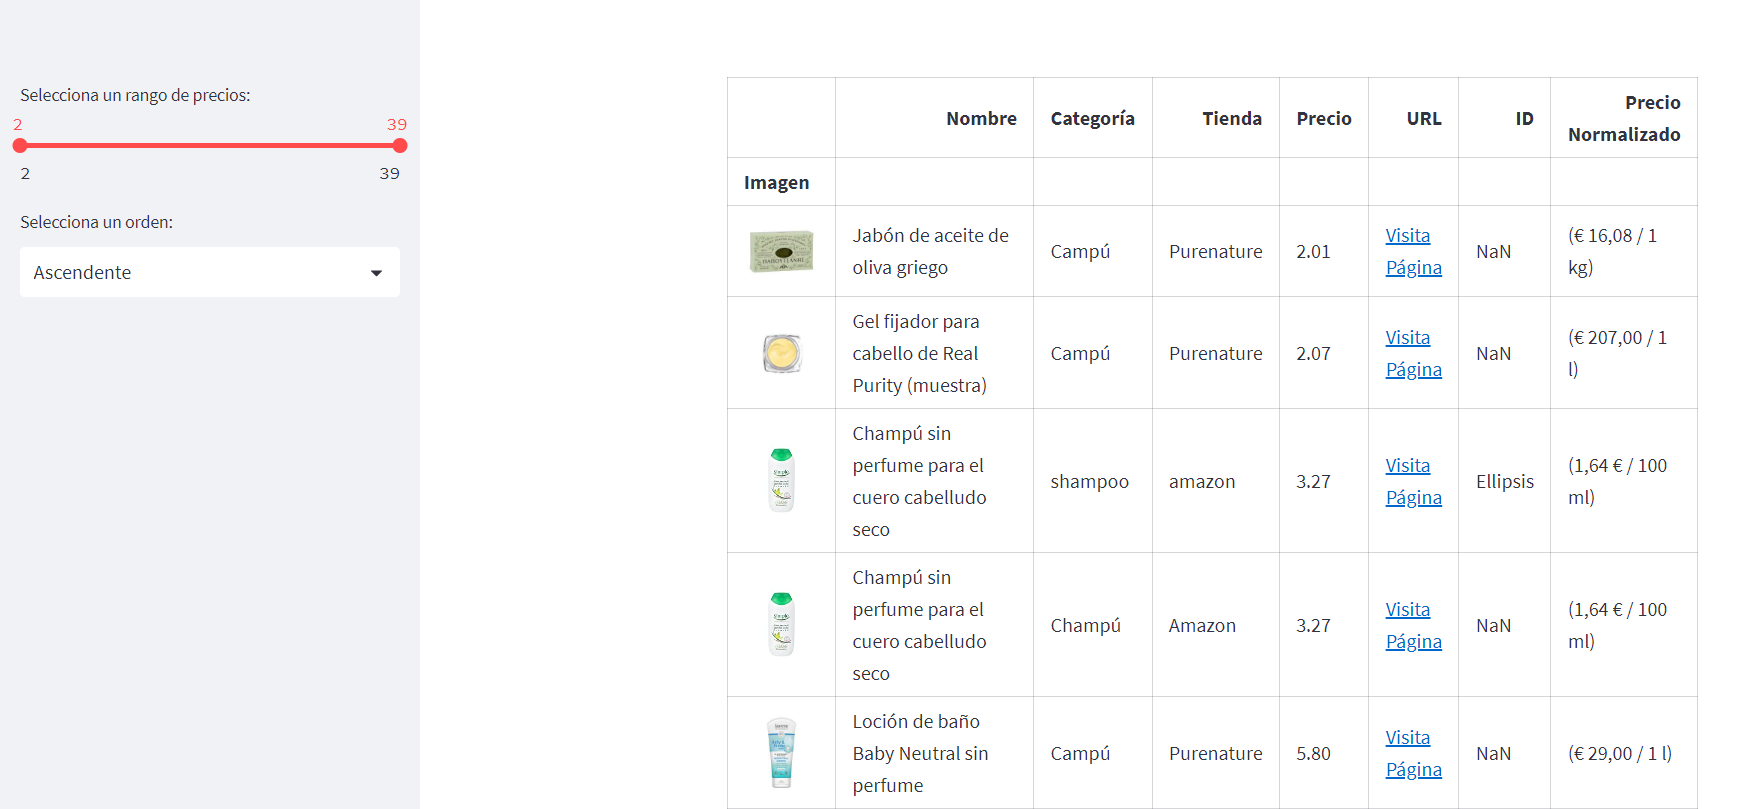 Selecciona un rango de precios:
2 39
2 39
Selecciona un orden:
Ascendente
Nombre Categoría Tienda Precio URL ID Precio
Normalizado
Imagen
Jabón de aceite de
oliva griego
Campú Purenature 2.01
Visita
Página
NaN
(€ 16,08 / 1
kg)
Gel fijador para
cabello de Real
Purity (muestra)
Campú Purenature 2.07
Visita
Página
NaN
(€ 207,00 / 1
l)
Champú sin
perfume para el
cuero cabelludo
seco
shampoo amazon 3.27
Visita
Página
Ellipsis
(1,64 € / 100
ml)
Champú sin
perfume para el
cuero cabelludo
seco
Champú Amazon 3.27
Visita
Página
NaN
(1,64 € / 100
ml)
Loción de baño
Baby Neutral sin
perfume
Campú Purenature 5.80
Visita
Página
NaN
(€ 29,00 / 1 l)